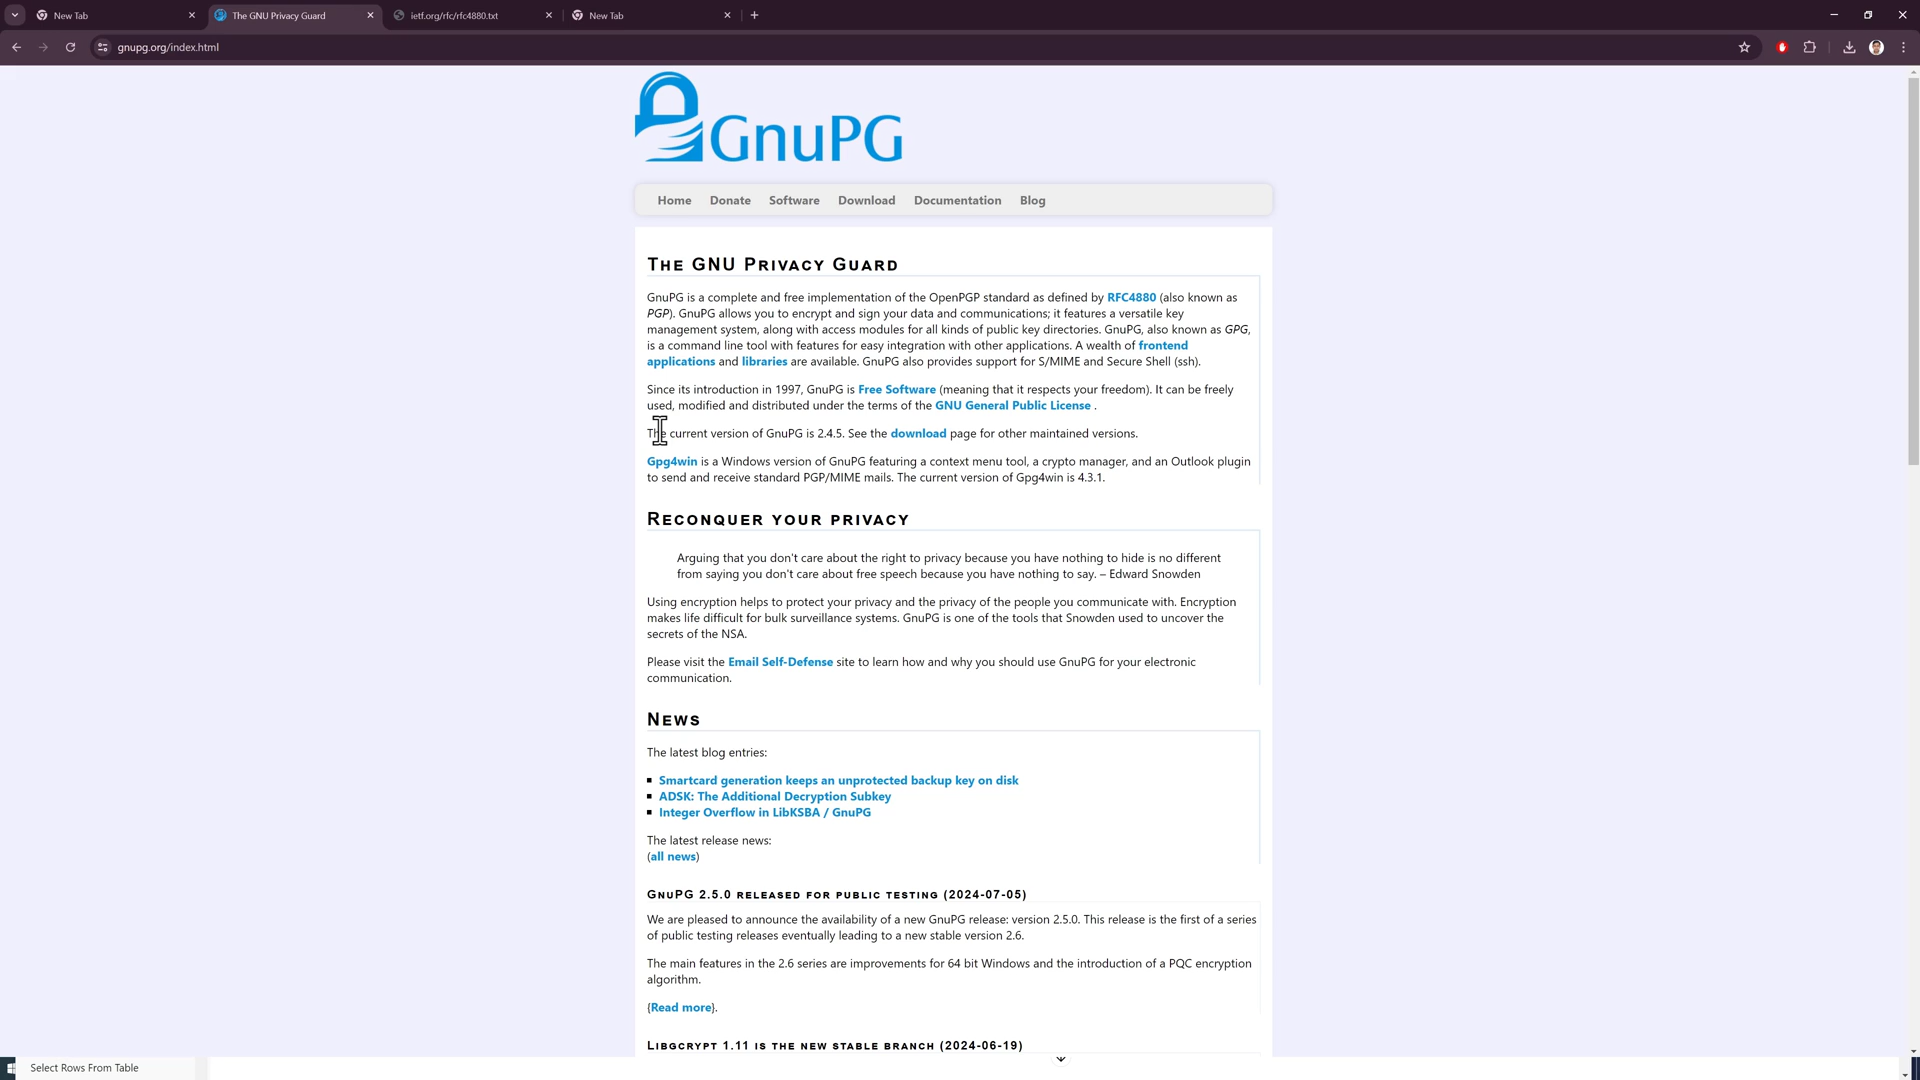 New Tab
The GNU Privacy Guard
ietf.org/rfc/rfc4880.txt
New Tab
gnupg.org/index.html
GnuPG
Home Donate Software Download Documentation Blog
The GNU Privacy Guard
GnuPG is a complete and free implementation of the OpenPGP standard as defined by RFC4880 (also known as
PGP). GnuPG allows you to encrypt and sign your data and communications; it features a versatile key
management system, along with access modules for all kinds of public key directories. GnuPG, also known as GPG,
is a command line tool with features for easy integration with other applications. A wealth of frontend
applications and libraries are available. GnuPG also provides support for S/MIME and Secure Shell (ssh).
Since its introduction in 1997, GnuPG is Free Software (meaning that it respects your freedom). It can be freely
used, modified and distributed under the terms of the GNU General Public License .
The current version of GnuPG is 2.4.5. See the download page for other maintained versions.
Gpg4win is a Windows version of GnuPG featuring a context menu tool, a crypto manager, and an Outlook plugin
to send and receive standard PGP/MIME mails. The current version of Gpg4win is 4.3.1.
Reconquer your privacy
Arguing that you don't care about the right to privacy because you have nothing to hide is no different
from saying you don't care about free speech because you have nothing to say. – Edward Snowden
Using encryption helps to protect your privacy and the privacy of the people you communicate with. Encryption
makes life difficult for bulk surveillance systems. GnuPG is one of the tools that Snowden used to uncover the
secrets of the NSA.
Please visit the Email Self-Defense site to learn how and why you should use GnuPG for your electronic
communication.
News
The latest blog entries:
Smartcard generation keeps an unprotected backup key on disk
ADSK: The Additional Decryption Subkey
Integer Overflow in LibKSBA / GnuPG
The latest release news:
(all news)
GnuPG 2.5.0 released for public testing (2024-07-05)
We are pleased to announce the availability of a new GnuPG release: version 2.5.0. This release is the first of a series
of public testing releases eventually leading to a new stable version 2.6.
The main features in the 2.6 series are improvements for 64 bit Windows and the introduction of a PQC encryption
algorithm.
{Read more}.
Libgcrypt 1.11 is the new stable branch (2024-06-19)
Select Rows From Table